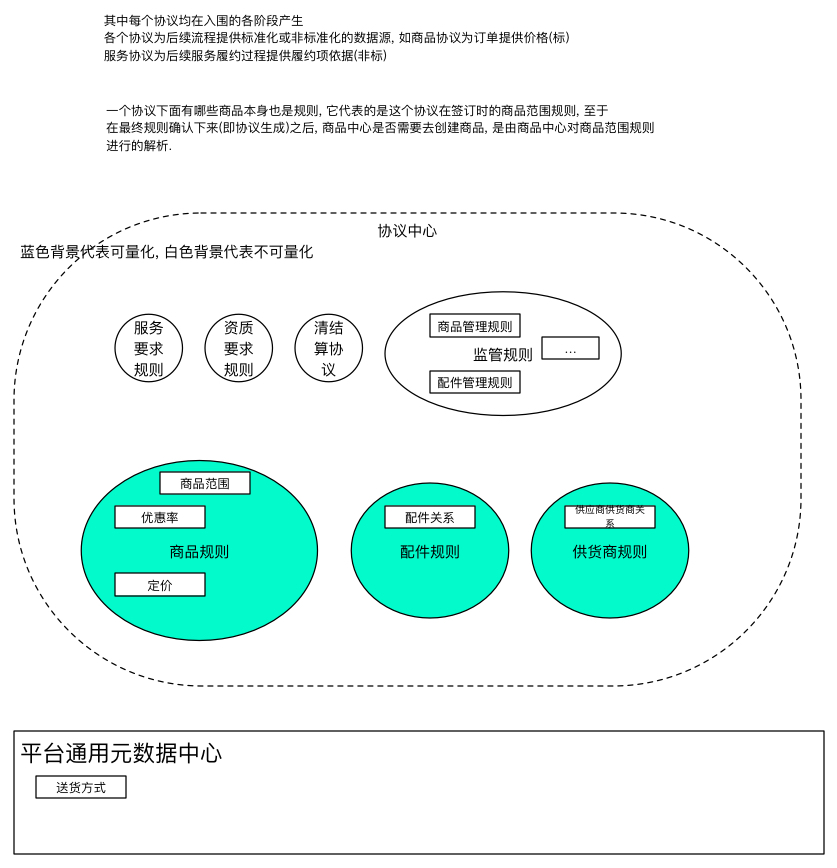 其中每个协议均在入围的各阶段产生
各个协议为后续流程提供标准化或非标准化的数据源, 如商品协议为订单提供价格(标)
服务协议为后续服务履约过程提供履约项依据(非标)
一个协议下面有哪些商品本身也是规则, 它代表的是这个协议在签订时的商品范围规则, 至于
在最终规则确认下来(即协议生成)之后, 商品中心是否需要去创建商品, 是由商品中心对商品范围规则
进行的解析.
协议中心
蓝色背景代表可量化, 白色背景代表不可量化
服务
要求
规则
资质
要求
规则
清结
算协
议
商品管理规则
监管规则
...
配件管理规则
商品范围
优惠率
商品规则
定价
配件关系
配件规则
供应商供货商关
系
供货商规则
平台通用元数据中心
送货方式